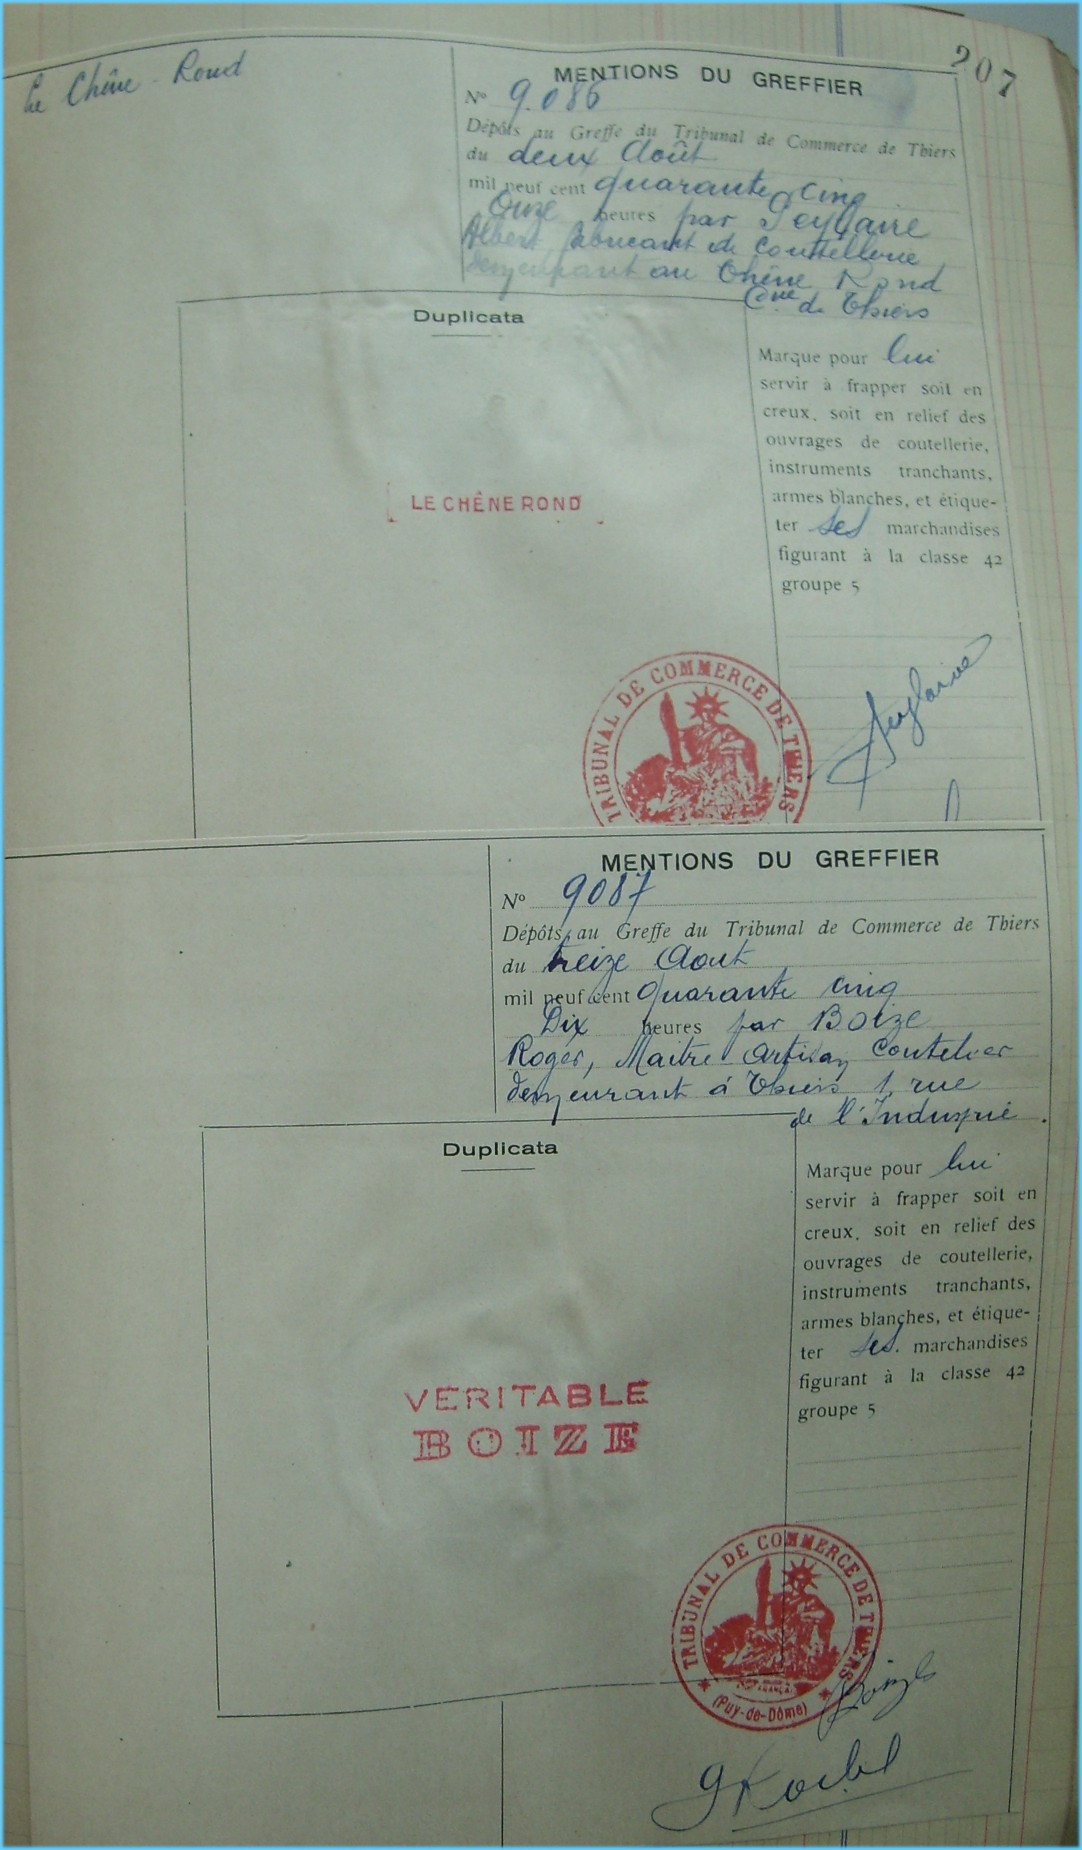 207
Le Chêne-Rond
MENTIONS DU GREFFIER
N° 9.086
Dépôts au Greffe du Tribunal de Commerce de Thiers
du deux Août
mil neuf cent quarante cinq
Onze heures par
Albert fabricant de coutellerie
demeurant au Chêne Rond
Cne de Thiers
Duplicata
LE CHÊNE ROND
Marque pour lui
servir à frapper soit en
creux, soit en relief des
ouvrages de coutellerie,
instruments tranchants,
armes blanches, et étique-
ter ses marchandises
figurant à la classe 42
groupe 5
TRIBUNAL DE COMMERCE DE THIERS
MENTIONS DU GREFFIER
N° 9087
Dépôts au Greffe du Tribunal de Commerce de Thiers
du treize Aout
mil neuf cent quarante cinq
Dix heures par Boize
Roger, Maitre-Artisan Coutelier
demeurant à Thiers 1, rue
de l'Industrie.
Duplicata
VERITABLE
BOIZE
Marque pour lui
servir à frapper soit en
creux, soit en relief des
ouvrages de coutellerie,
instruments tranchants,
armes blanches, et étique-
ter ses marchandises
figurant à la classe 42
groupe 5
TRIBUNAL DE COMMERCE DE THIERS
(Puy-de-Dôme)